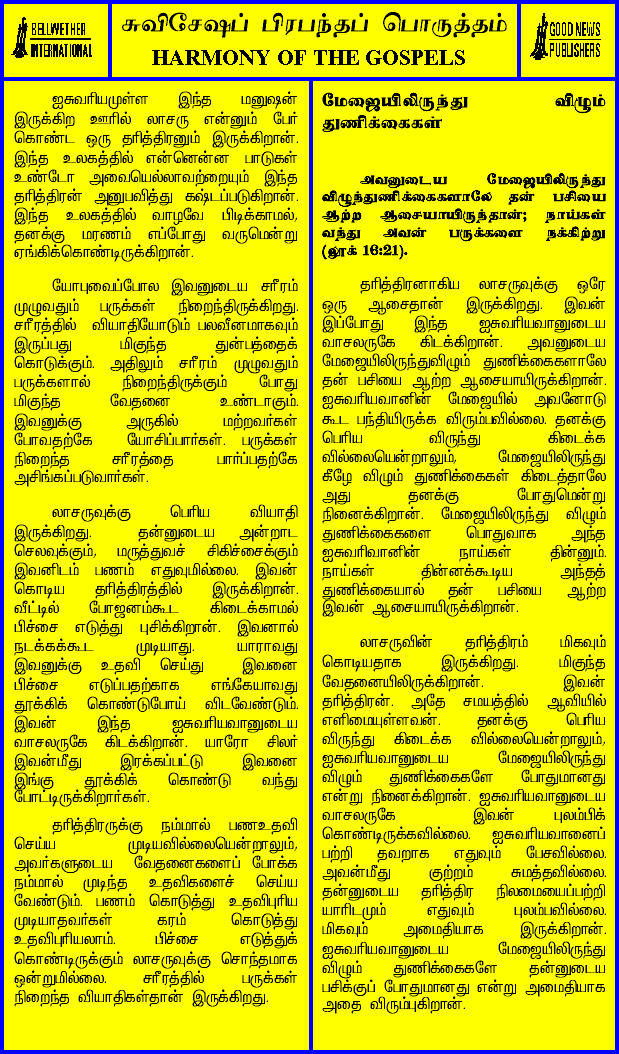 BELLWETHER
INTERNATIONAL
சுவிசேஷப் பிரபந்தப் பொருத்தம்
HARMONY OF THE GOSPELS
GOOD NEWS
PUBLISHERS
ஐசுவரியமுள்ள இந்த மனுஷன்
இருக்கிற ஊரில் லாசரு என்னும் பேர்
கொண்ட ஒரு தரித்திரனும் இருக்கிறான்.
இந்த உலகத்தில் என்னென்ன பாடுகள்
உண்டோ அவையெல்லாவற்றையும் இந்த
தரித்திரன் அனுபவித்து கஷ்டப்படுகிறான்.
இந்த உலகத்தில் வாழவே பிடிக்காமல்,
தனக்கு மரணம் எப்போது வருமென்று
ஏங்கிக்கொண்டிருக்கிறான்.
யோபுவைப்போல இவனுடைய சரீரம்
முழுவதும் பருக்கள் நிறைந்திருக்கிறது.
சரீரத்தில் வியாதியோடும் பலவீனமாகவும்
இருப்பது மிகுந்த துன்பத்தைக்
கொடுக்கும். அதிலும் சரீரம் முழுவதும்
பருக்களால் நிறைந்திருக்கும் போது
மிகுந்த வேதனை உண்டாகும்.
இவனுக்கு அருகில் மற்றவர்கள்
போவதற்கே யோசிப்பார்கள். பருக்கள்
நிறைந்த சரீரத்தை பார்ப்பதற்கே
அசிங்கப்படுவார்கள்.
லாசருவுக்கு பெரிய வியாதி
இருக்கிறது. தன்னுடைய அன்றாட
செலவுக்கும், மருத்துவச் சிகிச்சைக்கும்
இவனிடம் பணம் எதுவுமில்லை. இவன்
கொடிய தரித்திரத்தில் இருக்கிறான்.
வீட்டில் போஜனம்கூட கிடைக்காமல்
பிச்சை எடுத்து புசிக்கிறான். இவனால்
நடக்கக்கூட முடியாது. யாராவது
இவனுக்கு உதவி செய்து இவனை
பிச்சை எடுப்பதற்காக எங்கேயாவது
தூக்கிக் கொண்டுபோய் விடவேண்டும்.
இவன் இந்த ஐசுவரியவானுடைய
வாசலருகே கிடக்கிறான். யாரோ சிலர்
இவன்மீது இரக்கப்பட்டு இவனை
இங்கு தூக்கிக் கொண்டு வந்து
போட்டிருக்கிறார்கள்.
தரித்திரருக்கு நம்மால் பணஉதவி
செய்ய முடியவில்லையென்றாலும்,
அவர்களுடைய வேதனைகளைப் போக்க
நம்மால் முடிந்த உதவிகளைச் செய்ய
வேண்டும். பணம் கொடுத்து உதவிபுரிய
முடியாதவர்கள் கரம் கொடுத்து
உதவிபுரியலாம். பிச்சை எடுத்துக்
கொண்டிருக்கும் லாசருவுக்கு சொந்தமாக
ஒன்றுமில்லை. சரீரத்தில் பருக்கள்
நிறைந்த வியாதிகள்தான் இருக்கிறது.
மேஜையிலிருந்து விழும்
துணிக்கைகள்
அவனுடைய மேஜையிலிருந்து
விழுந்துணிக்கைகளாலே தன் பசியை
ஆற்ற ஆசையாயிருந்தான்; நாய்கள்
வந்து அவன் பருக்களை நக்கிற்று
(லூக் 16:21).
தரித்திரனாகிய லாசருவுக்கு ஒரே
ஒரு ஆசைதான் இருக்கிறது. இவன்
இப்போது இந்த ஐசுவரியவானுடைய
வாசலருகே கிடக்கிறான். அவனுடைய
மேஜையிலிருந்துவிழும் துணிக்கைகளாலே
தன் பசியை ஆற்ற ஆசையாயிருக்கிறான்.
ஐசுவரியவானின் மேஜையில் அவனோடு
கூட பந்தியிருக்க விரும்பவில்லை. தனக்கு
பெரிய விருந்து கிடைக்க
வில்லையென்றாலும், மேஜையிலிருந்து
கீழே விழும் துணிக்கைகள் கிடைத்தாலே
அது தனக்கு போதுமென்று
நினைக்கிறான். மேஜையிலிருந்து விழும்
துணிக்கைகளை பொதுவாக அந்த
ஐசுவரிவானின் நாய்கள் தின்னும்.
நாய்கள் தின்னக்கூடிய அந்தத்
துணிக்கையால் தன் பசியை ஆற்ற
இவன் ஆசையாயிருக்கிறான்.
லாசருவின் தரித்திரம் மிகவும்
கொடியதாக இருக்கிறது. மிகுந்த
வேதனையிலிருக்கிறான். இவன்
தரித்திரன். அதே சமயத்தில் ஆவியில்
எளிமையுள்ளவன். தனக்கு பெரிய
விருந்து கிடைக்க வில்லையென்றாலும்,
ஐசுவரியவானுடைய மேஜையிலிருந்து
விழும் துணிக்கைகளே போதுமானது
என்று நினைக்கிறான். ஐசுவரியவானுடைய
வாசலருகே இவன் புலம்பிக்
கொண்டிருக்கவில்லை. ஐசுவரியவானைப்
பற்றி தவறாக எதுவும் பேசவில்லை.
அவன்மீது குற்றம் சுமத்தவில்லை.
தன்னுடைய தரித்திர நிலமையைப்பற்றி
யாரிடமும் எதுவும் புலம்பவில்லை.
மிகவும் அமைதியாக இருக்கிறான்.
ஐசுவரியவானுடைய மேஜையிலிருந்து
விழும் துணிக்கைகளே தன்னுடைய
பசிக்குப் போதுமானது என்று அமைதியாக
அதை விரும்புகிறான்.